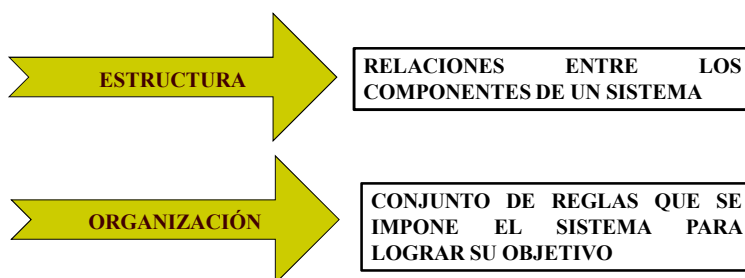 ESTRUCTURA
RELACIONES ENTRE LOS
COMPONENTES DE UN SISTEMA
ORGANIZACIÓN
CONJUNTO DE REGLAS QUE SE
IMPONE EL SISTEMA PARA
LOGRAR SU OBJETIVO